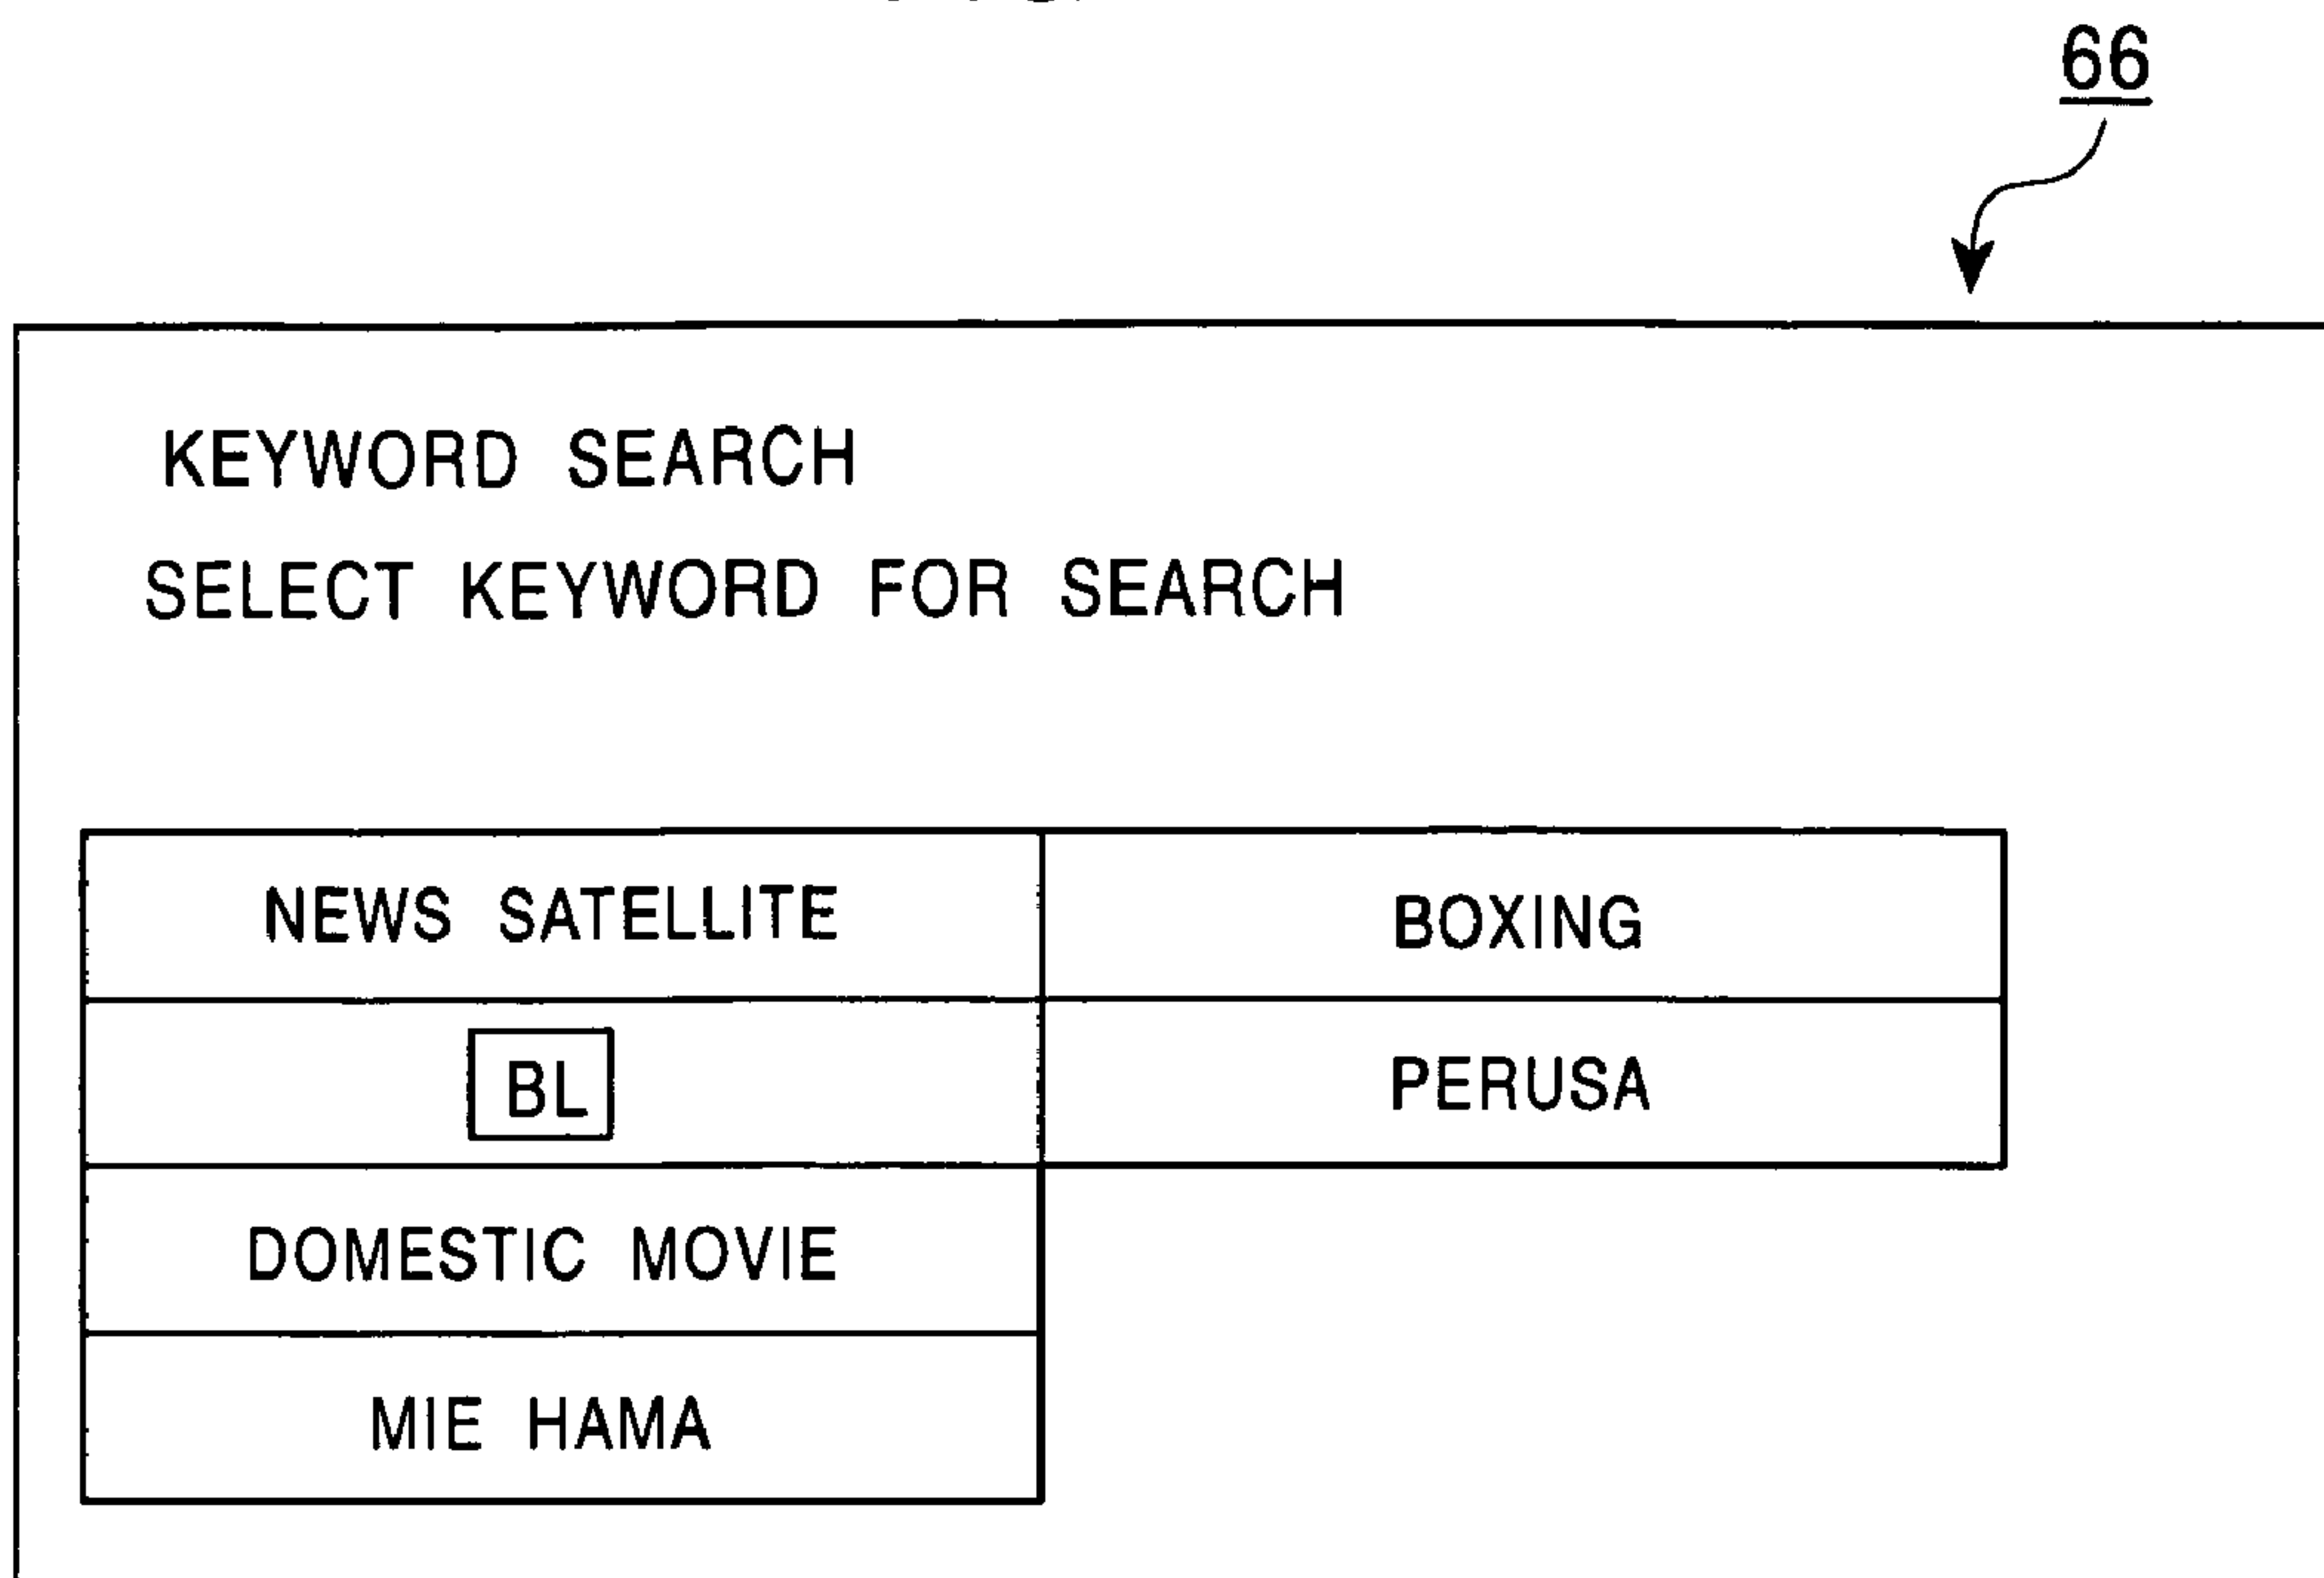 66
KEYWORD SEARCH
SELECT KEYWORD FOR SEARCH
NEWS SATELLITE BOXING
BL PERUSA
DOMESTIC MOVIE
MIE HAMA